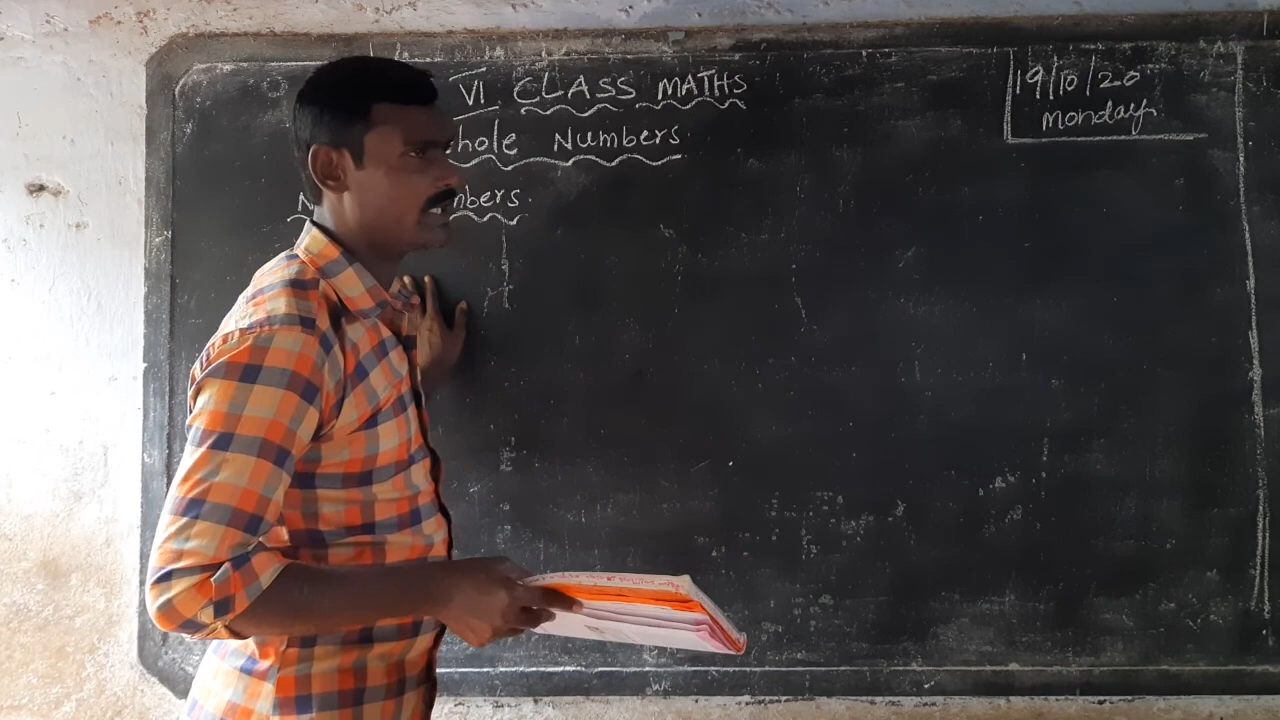 VI CLASS MATHS
hole Numbers.
N nbers.
19/10/20
monday